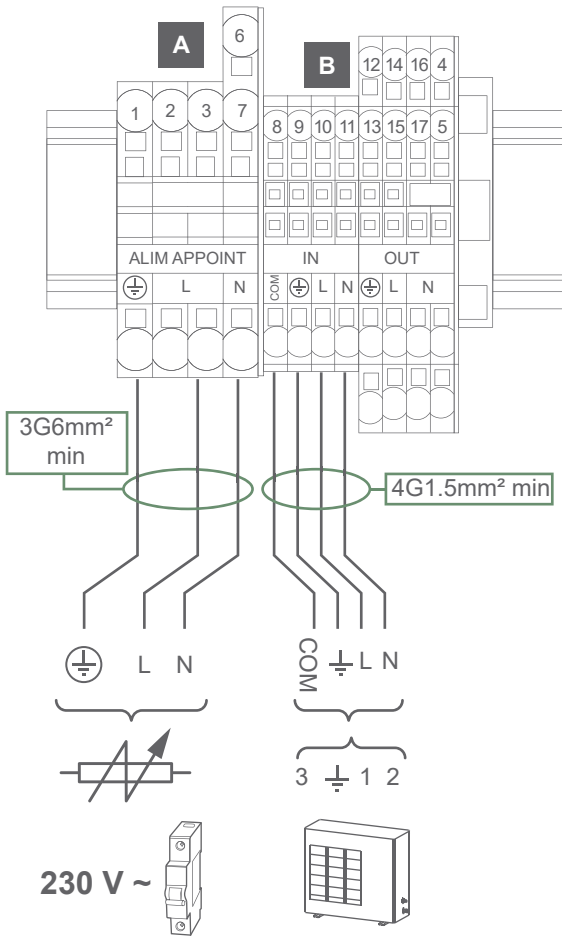 6
A
B
12 14 16 4
1 2 3 7
8 9 10 11 13 15 17 5
ALIM APPOINT IN OUT
L N COM L N L N
3G6mm²
min
4G1.5mm² min
L N COM L N
3 1 2
230 V ~